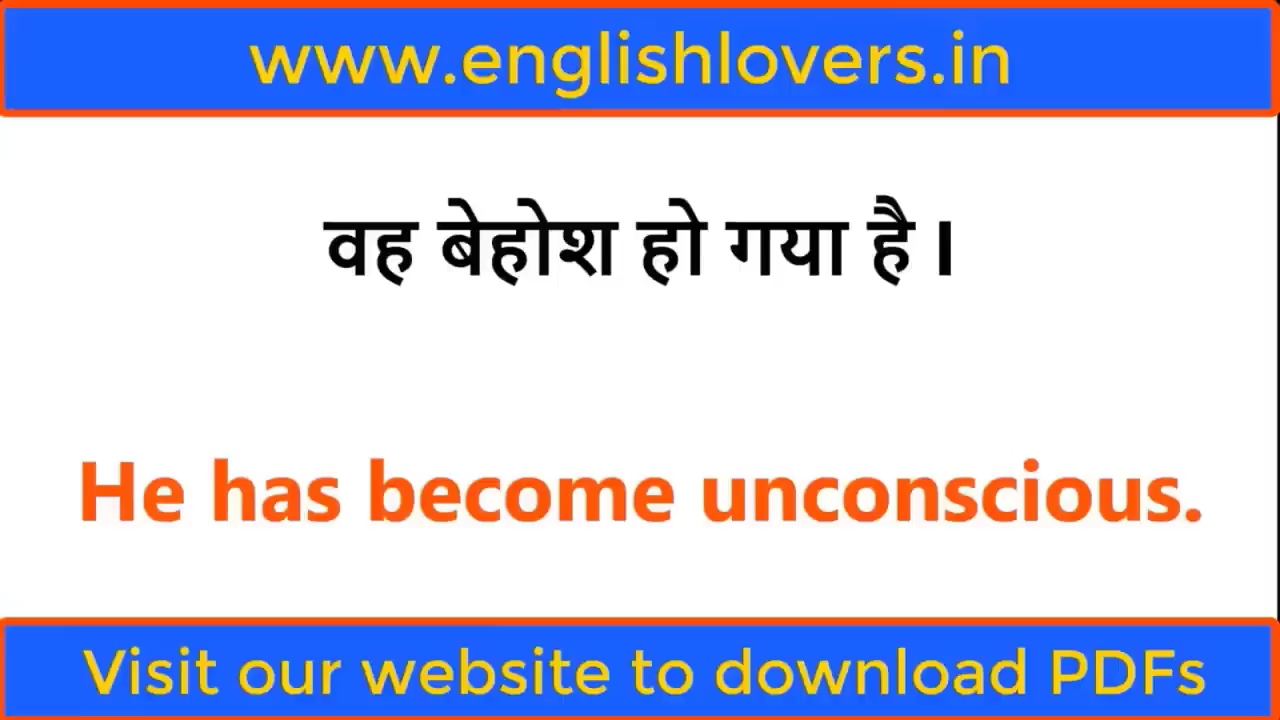 www.englishlovers.in
वह बेहोश हो गया है ।
He has become unconscious.
Visit our website to download PDFs